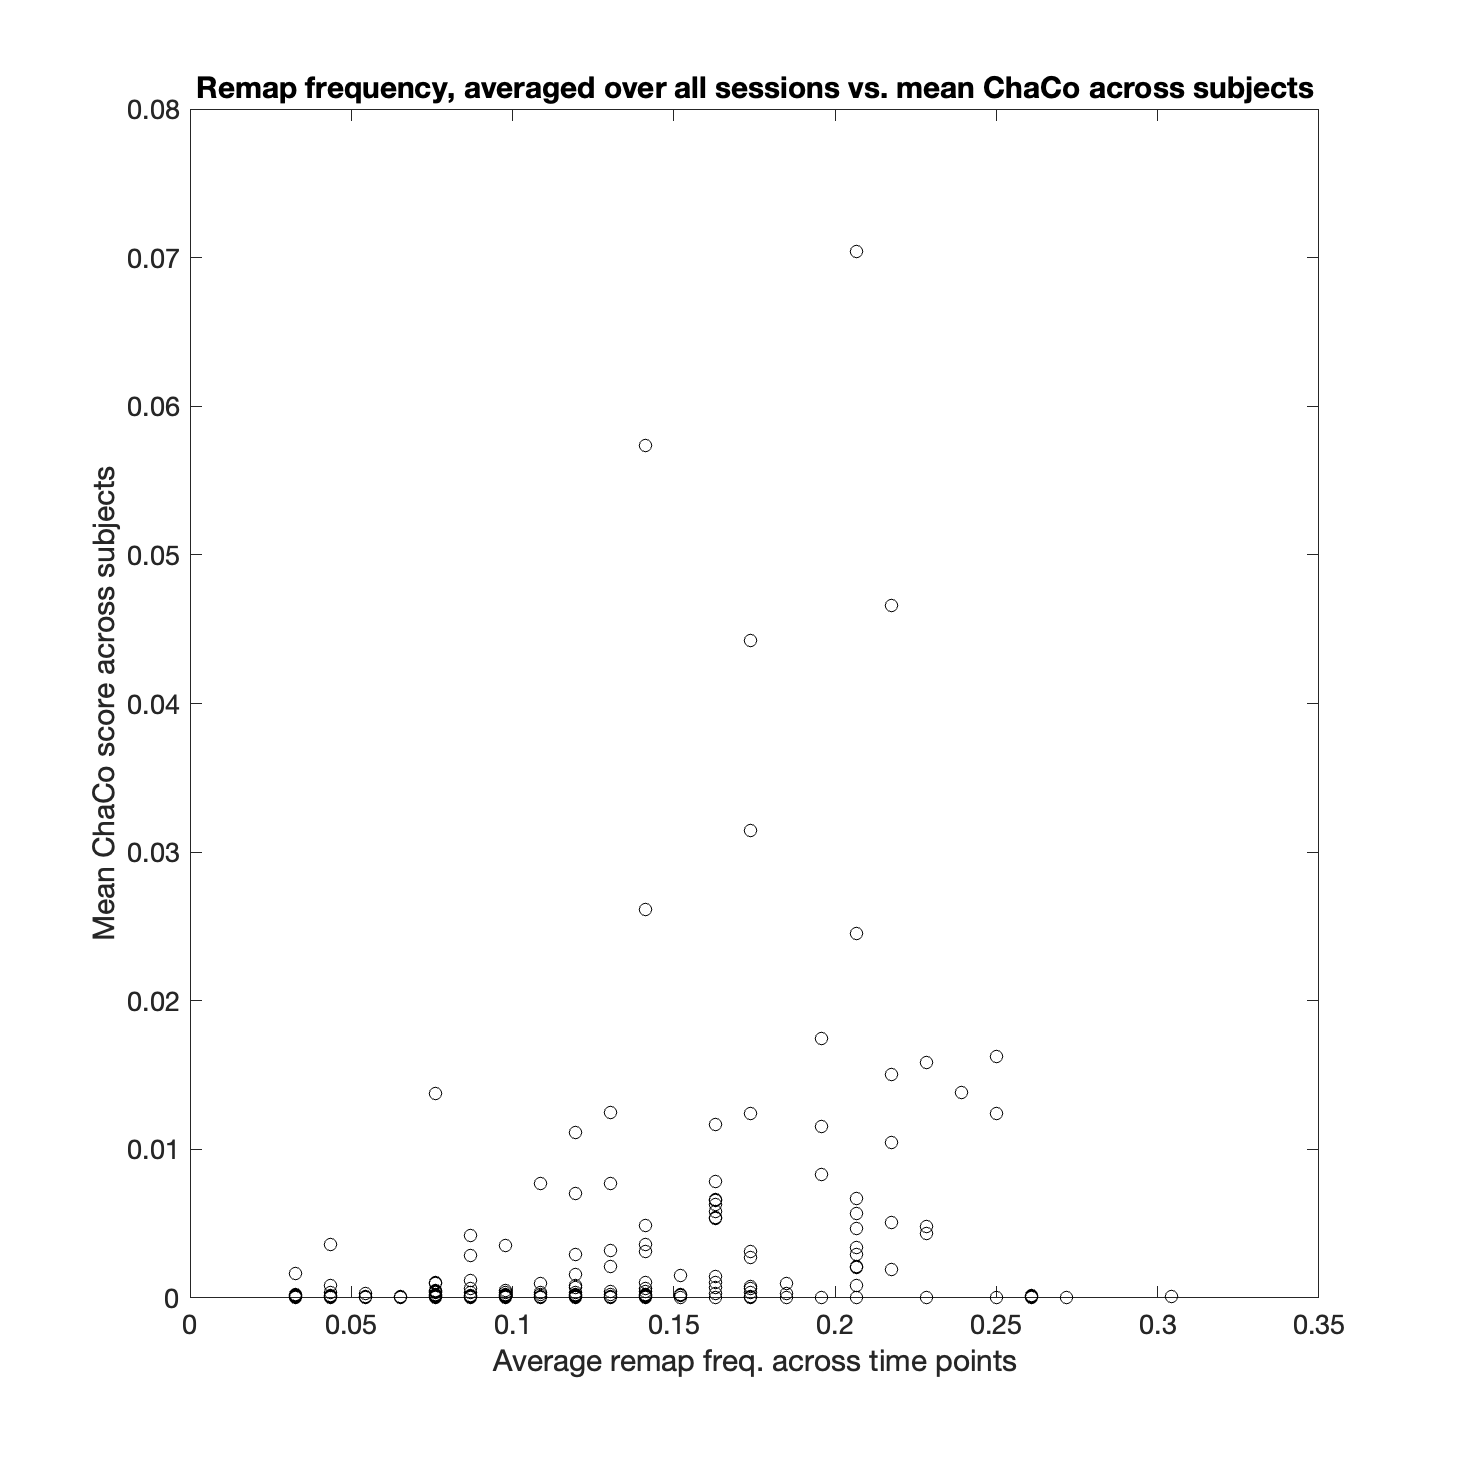 Remap frequency, averaged over all sessions vs. mean ChaCo across subjects
0.08
0.07
0.06
0.05
0.04
0.03
0.02
0.01
0
Mean ChaCo score across subjects
0 0.05 0.1 0.15 0.2 0.25 0.3 0.35
Average remap freq. across time points